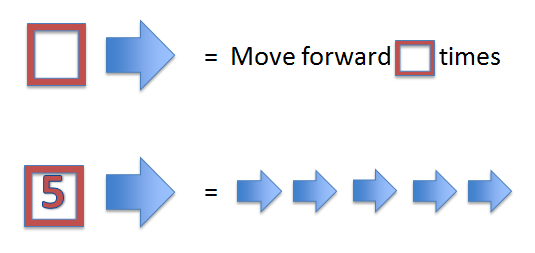 = Move forward times
5 =